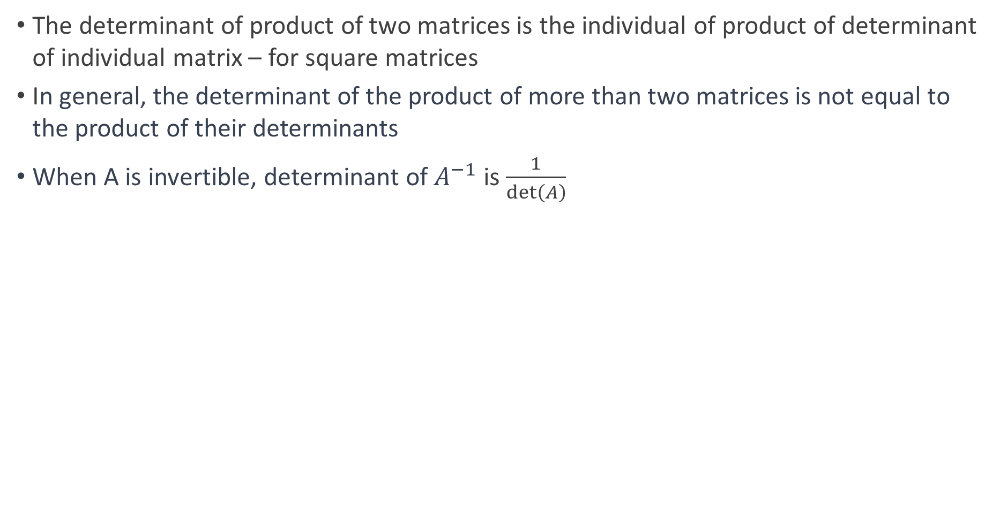 • The determinant of product of two matrices is the individual of product of determinant
of individual matrix – for square matrices
• In general, the determinant of the product of more than two matrices is not equal to
the product of their determinants
• When A is invertible, determinant of $A^{-1}$ is $\frac{1}{\det(A)}$